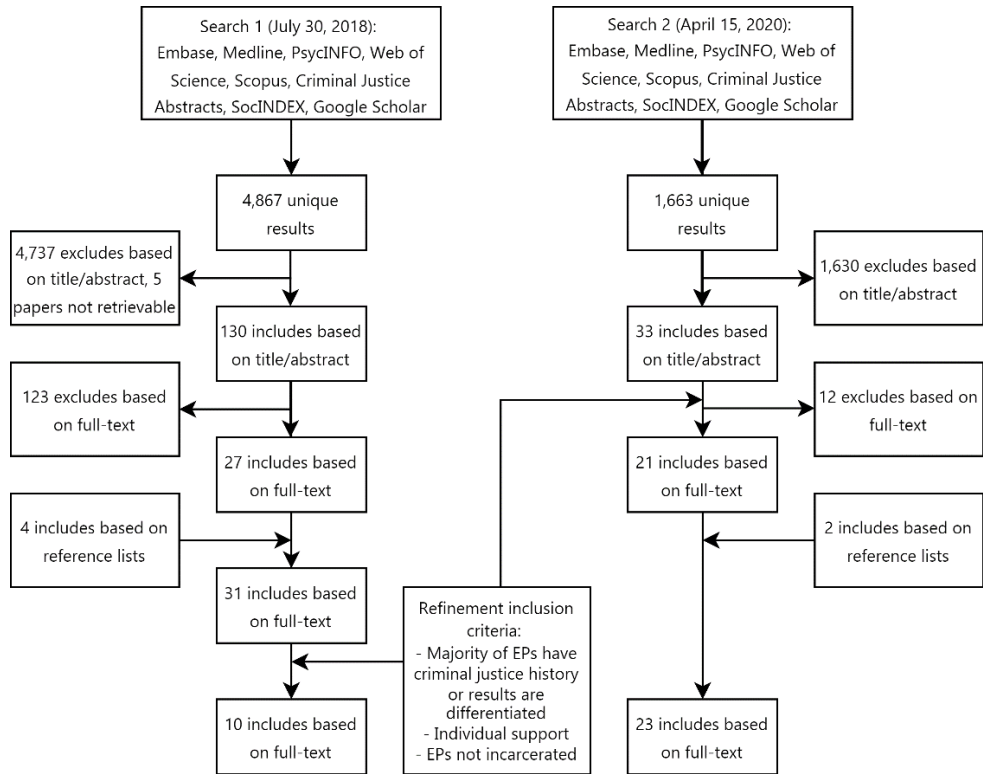 Search 1 (July 30, 2018):
Embase, Medline, PsycINFO, Web of
Science, Scopus, Criminal Justice
Abstracts, SocINDEX, Google Scholar
4,867 unique
results
4,737 excludes based
on title/abstract, 5
papers not retrievable
130 includes based
on title/abstract
123 excludes based
on full-text
27 includes based
on full-text
4 includes based on
reference lists
31 includes based
on full-text
10 includes based
on full-text
Refinement inclusion
criteria:
- Majority of EPs have
criminal justice history
or results are
differentiated
- Individual support
- EPs not incarcerated
Search 2 (April 15, 2020):
Embase, Medline, PsycINFO, Web of
Science, Scopus, Criminal Justice
Abstracts, SocINDEX, Google Scholar
1,663 unique
results
1,630 excludes based
on title/abstract
33 includes based
on title/abstract
12 excludes based on
full-text
21 includes based
on full-text
2 includes based on
reference lists
23 includes based
on full-text